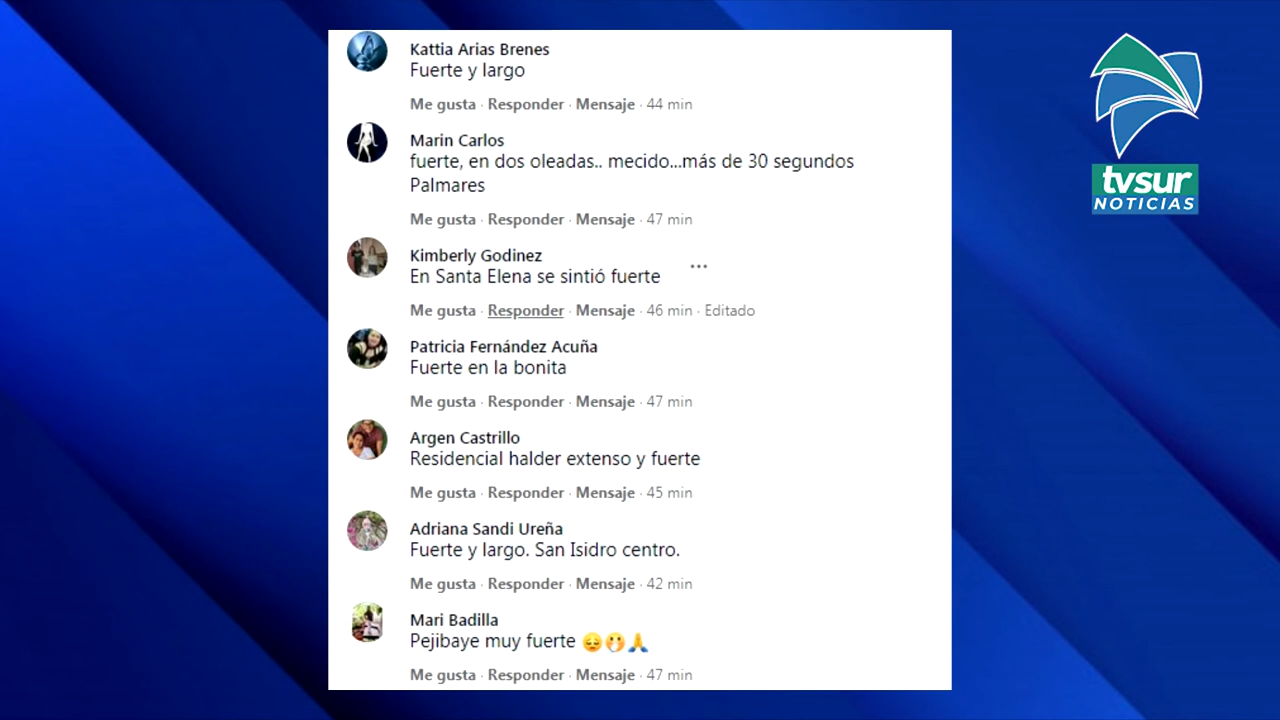 Kattia Arias Brenes
Fuerte y largo
Me gusta · Responder · Mensaje · 44 min
Marin Carlos
fuerte, en dos oleadas.. mecido...más de 30 segundos
Palmares
Me gusta · Responder · Mensaje · 47 min
Kimberly Godinez
En Santa Elena se sintió fuerte
Me gusta · Responder · Mensaje · 46 min · Editado
Patricia Fernández Acuña
Fuerte en la bonita
Me gusta · Responder · Mensaje · 47 min
Argen Castrillo
Residencial halder extenso y fuerte
Me gusta · Responder · Mensaje · 45 min
Adriana Sandi Ureña
Fuerte y largo. San Isidro centro.
Me gusta · Responder · Mensaje · 42 min
Mari Badilla
Pejibaye muy fuerte 😔🤭🙏
Me gusta · Responder · Mensaje · 47 min
tvsur
NOTICIAS